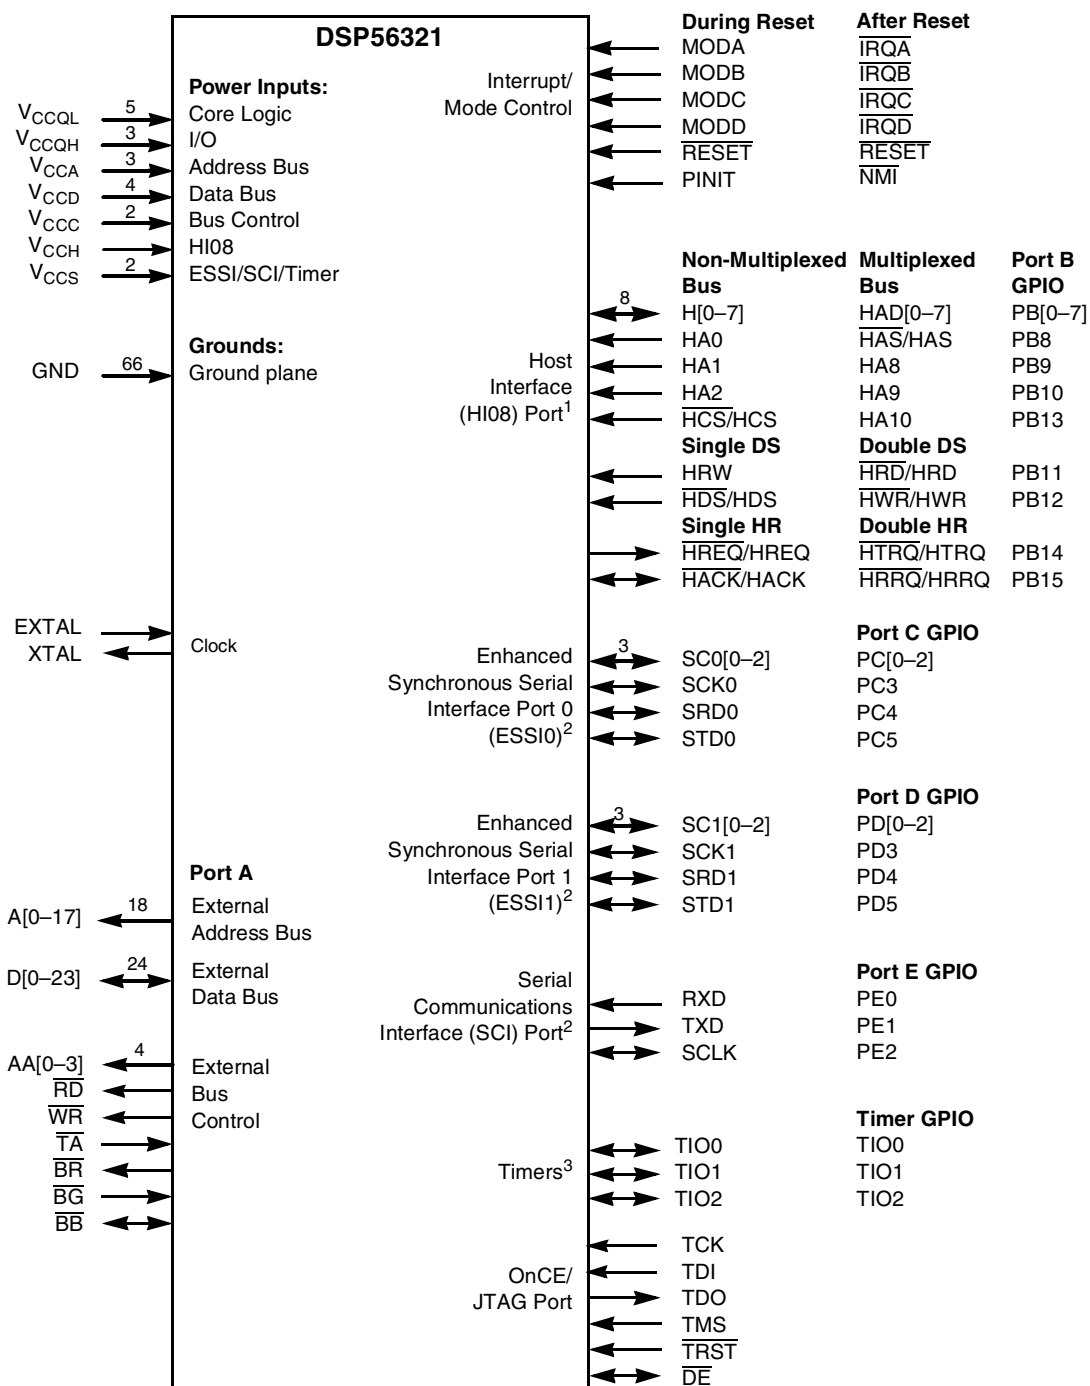 DSP56321
During Reset After Reset
MODA IRQA
MODB IRQB
MODC IRQC
MODD IRQD
RESET RESET
PINIT NMI
Interrupt/
Mode Control
Power Inputs:
VCCQL 5 Core Logic
VCCQH 3 I/O
VCCA 3 Address Bus
VCCD 4 Data Bus
VCCC 2 Bus Control
VCCH HI08
VCCS 2 ESSI/SCI/Timer
Grounds:
GND 66 Ground plane
Non-Multiplexed Multiplexed Port B
Bus Bus GPIO
8 H[0–7] HAD[0–7] PB[0–7]
HA0 HAS/HAS PB8
HA1 HA8 PB9
HA2 HA9 PB10
HCS/HCS HA10 PB13
Single DS Double DS
HRW HRD/HRD PB11
HDS/HDS HWR/HWR PB12
Single HR Double HR
HREQ/HREQ HTRQ/HTRQ PB14
HACK/HACK HRRQ/HRRQ PB15
Host
Interface
(HI08) Port1
EXTAL
XTAL
Clock
Port C GPIO
3 SC0[0–2] PC[0–2]
SCK0 PC3
SRD0 PC4
STD0 PC5
Enhanced
Synchronous Serial
Interface Port 0
(ESSI0)2
Port D GPIO
3 SC1[0–2] PD[0–2]
SCK1 PD3
SRD1 PD4
STD1 PD5
Enhanced
Synchronous Serial
Interface Port 1
(ESSI1)2
Port A
A[0–17] 18 External
Address Bus
D[0–23] 24 External
Data Bus
AA[0–3] 4 External
RD Bus
WR Control
TA
BR
BG
BB
Port E GPIO
RXD PE0
TXD PE1
SCLK PE2
Serial
Communications
Interface (SCI) Port2
Timer GPIO
TIO0 TIO0
Timers3 TIO1 TIO1
TIO2 TIO2
OnCE/
JTAG Port
TCK
TDI
TDO
TMS
TRST
DE